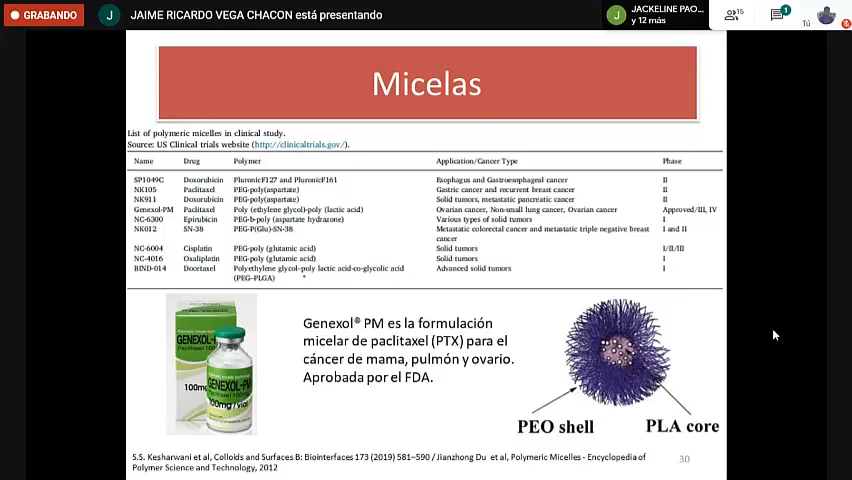 GRABANDO
J JAIME RICARDO VEGA CHACON está presentando
J JACKELINE PAO...
y 12 más
15
1
Tú
Micelas
List of polymeric micelles in clinical study.
Source: US Clinical trials website (http://clinicaltrials.gov/).
Name Drug Polymer Application/Cancer Type Phase
SP1049C Doxorubicin PluronicF127 and PluronicF161 Esophagus and Gastroesophageal cancer II
NK105 Paclitaxel PEG-poly(aspartate) Gastric cancer and recurrent breast cancer II
NK911 Doxorubicin PEG-poly(aspartate) Solid tumors, metastatic pancreatic cancer II
Genexol-PM Paclitaxel Poly (ethylene glycol)-poly (lactic acid) Ovarian cancer, Non-small lung cancer, Ovarian cancer Approved/III, IV
NC-6300 Epirubicin PEG-b-poly (aspartate hydrazone) Various types of solid tumors I
NK012 SN-38 PEG-P(Glu)-SN-38 Metastatic colorectal cancer and metastatic triple negative breast I and II
cancer
NC-6004 Cisplatin PEG-poly (glutamic acid) Solid tumors I/II/III
NC-4016 Oxaliplatin PEG-poly (glutamic acid) Solid tumors I
BIND-014 Docetaxel Polyethylene glycol–poly lactic acid-co-glycolic acid Advanced solid tumors I
(PEG–PLGA)
GENEXOL-
Paclitaxel 100
100mg
GENEXOL-PM
Paclitaxel 100mg
100mg/vial
Genexol® PM es la formulación
micelar de paclitaxel (PTX) para el
cáncer de mama, pulmón y ovario.
Aprobada por el FDA.
PEO shell
PLA core
S.S. Kesharwani et al, Colloids and Surfaces B: Biointerfaces 173 (2019) 581–590 / Jianzhong Du et al, Polymeric Micelles - Encyclopedia of
Polymer Science and Technology, 2012
30